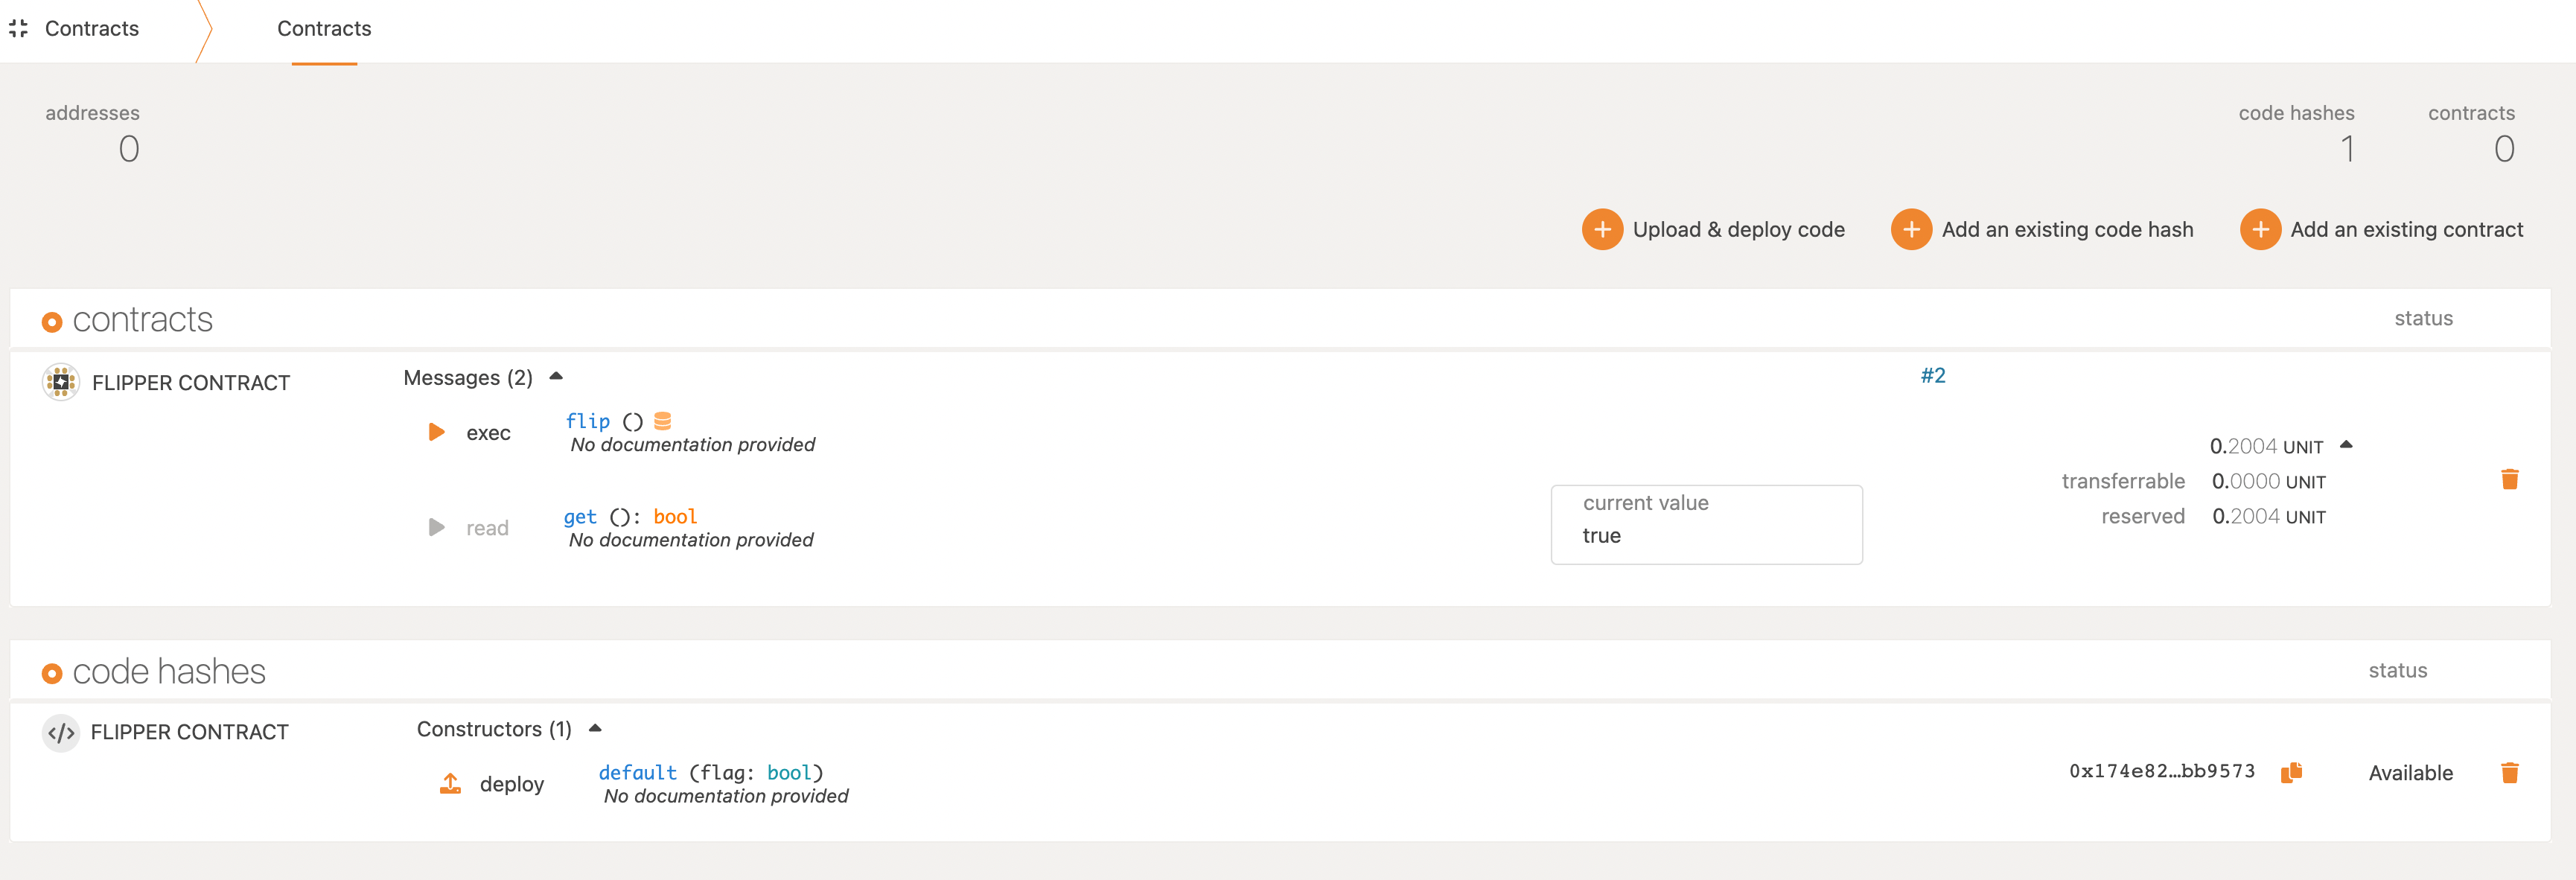 Contracts
Contracts
addresses
0
code hashes
1
contracts
0
Upload & deploy code
Add an existing code hash
Add an existing contract
contracts
status
FLIPPER CONTRACT
Messages (2)
#2
exec
flip ()
No documentation provided
0.2004 UNIT
transferrable 0.0000 UNIT
reserved 0.2004 UNIT
read
get (): bool
No documentation provided
current value
true
code hashes
status
FLIPPER CONTRACT
Constructors (1)
deploy
default (flag: bool)
No documentation provided
0x174e82…bb9573
Available